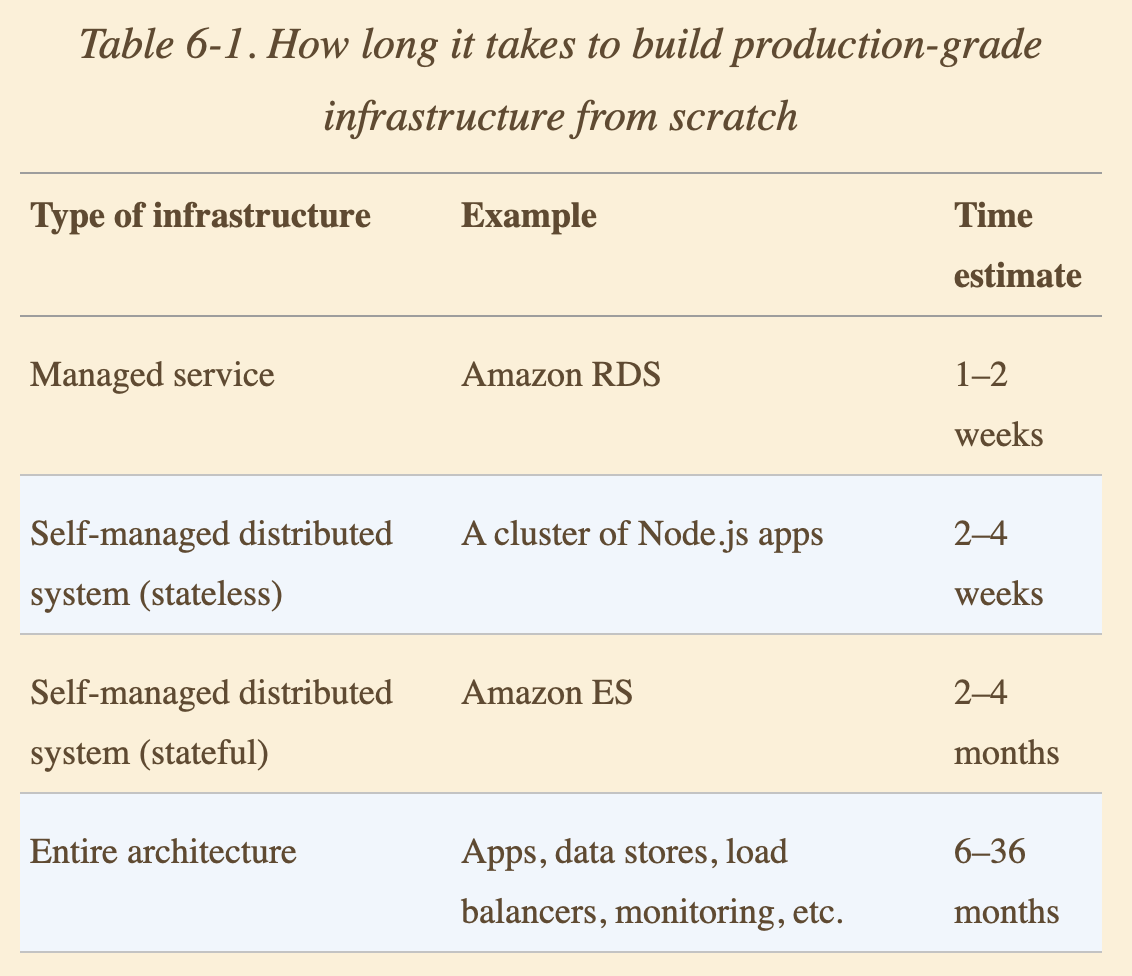 Table 6-1. How long it takes to build production-grade
infrastructure from scratch
Type of infrastructure Example Time
estimate
Managed service Amazon RDS 1–2
weeks
Self-managed distributed A cluster of Node.js apps 2–4
system (stateless) weeks
Self-managed distributed Amazon ES 2–4
system (stateful) months
Entire architecture Apps, data stores, load 6–36
balancers, monitoring, etc. months